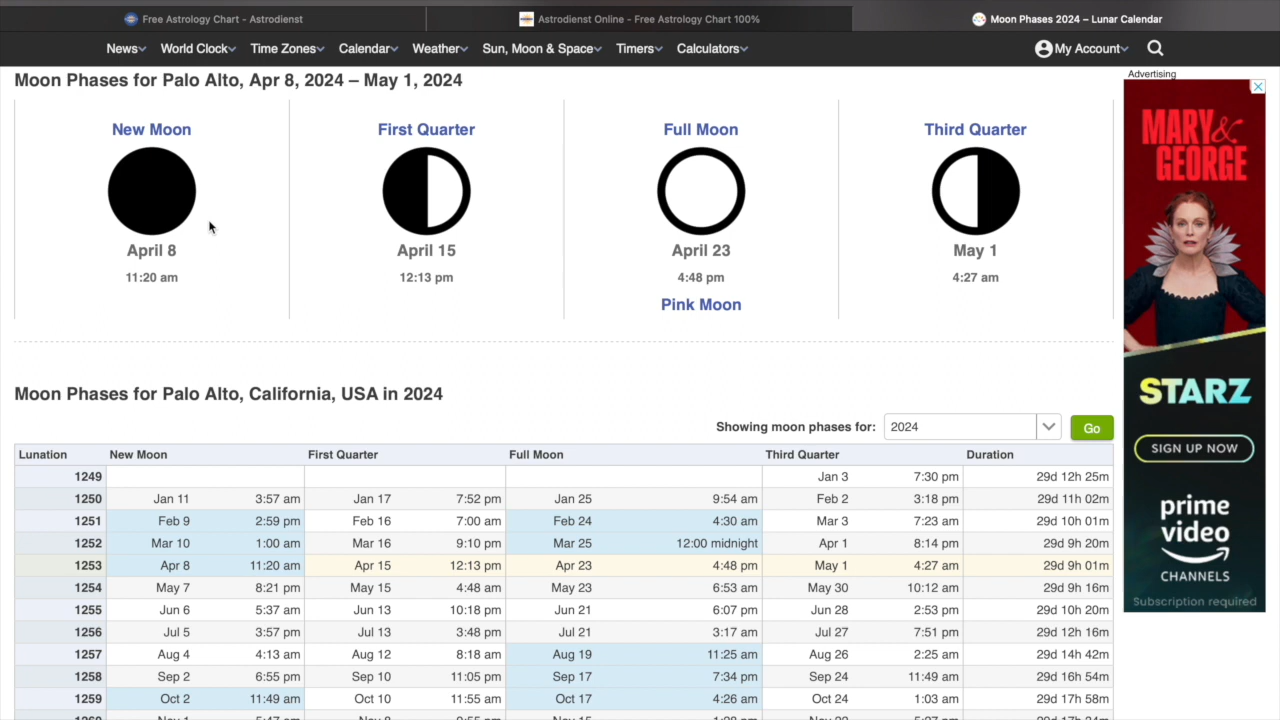 Free Astrology Chart - Astrodienst
Astrodienst Online - Free Astrology Chart 100%
Moon Phases 2024 – Lunar Calendar
News World Clock Time Zones Calendar Weather Sun, Moon & Space Timers Calculators My Account
Moon Phases for Palo Alto, Apr 8, 2024 – May 1, 2024
New Moon First Quarter Full Moon Third Quarter
April 8 April 15 April 23 May 1
11:20 am 12:13 pm 4:48 pm 4:27 am
Pink Moon
Moon Phases for Palo Alto, California, USA in 2024
Showing moon phases for: 2024 Go
Lunation New Moon First Quarter Full Moon Third Quarter Duration
1249 Jan 3 7:30 pm 29d 12h 25m
1250 Jan 11 3:57 am Jan 17 7:52 pm Jan 25 9:54 am Feb 2 3:18 pm 29d 11h 02m
1251 Feb 9 2:59 pm Feb 16 7:00 am Feb 24 4:30 am Mar 3 7:23 am 29d 10h 01m
1252 Mar 10 1:00 am Mar 16 9:10 pm Mar 25 12:00 midnight Apr 1 8:14 pm 29d 9h 20m
1253 Apr 8 11:20 am Apr 15 12:13 pm Apr 23 4:48 pm May 1 4:27 am 29d 9h 01m
1254 May 7 8:21 pm May 15 4:48 am May 23 6:53 am May 30 10:12 am 29d 9h 16m
1255 Jun 6 5:37 am Jun 13 10:18 pm Jun 21 6:07 pm Jun 28 2:53 pm 29d 10h 20m
1256 Jul 5 3:57 pm Jul 13 3:48 pm Jul 21 3:17 am Jul 27 7:51 pm 29d 12h 16m
1257 Aug 4 4:13 am Aug 12 8:18 am Aug 19 11:25 am Aug 26 2:25 am 29d 14h 42m
1258 Sep 2 6:55 pm Sep 10 11:05 pm Sep 17 7:34 pm Sep 24 11:49 am 29d 16h 54m
1259 Oct 2 11:49 am Oct 10 11:55 am Oct 17 4:26 am Oct 24 1:03 am 29d 17h 58m
Advertising
MARY &
GEORGE
STARZ
SIGN UP NOW
prime
video
CHANNELS
Subscription required